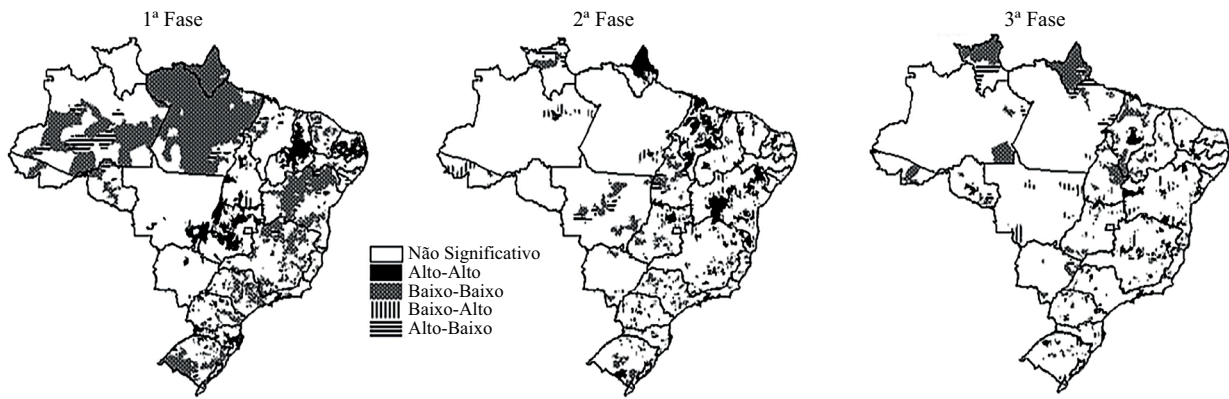 1ª Fase
2ª Fase
3ª Fase
Não Significativo
Alto-Alto
Baixo-Baixo
Baixo-Alto
Alto-Baixo